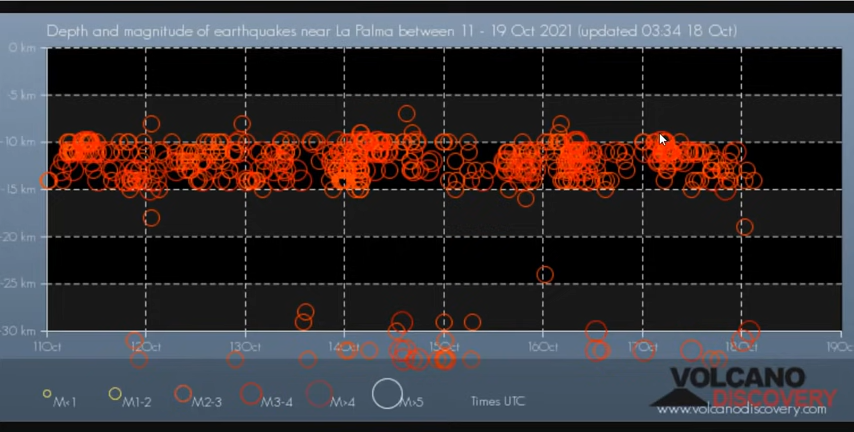 Depth and magnitude of earthquakes near La Palma between 11 - 19 Oct 2021 (updated 03:34 18 Oct)
0 km
-5 km
-10 km
-15 km
-20 km
-25 km
-30 km
11Oct 12Oct 13Oct 14Oct 15Oct 16Oct 17Oct 18Oct 19Oct
M<1 M1-2 M2-3 M3-4 M>4 M>5 Times UTC
VOLCANO
DISCOVERY
www.volcanodiscovery.com